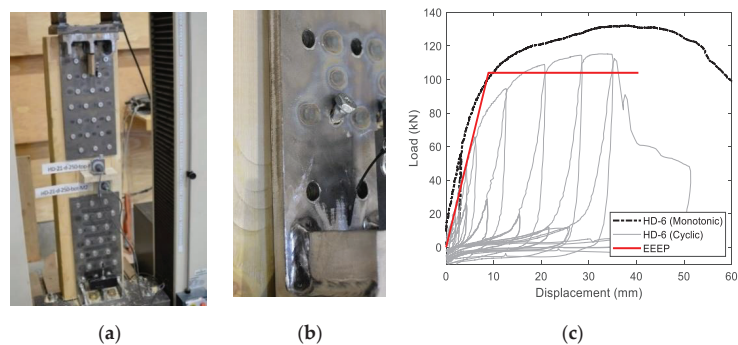 HD-6 (Monotonic)
HD-6 (Cyclic)
EEEP
Load (kN)
140
120
100
80
60
40
20
0
0
10
20
30
40
50
60
Displacement (mm)
(a)
(b)
(c)